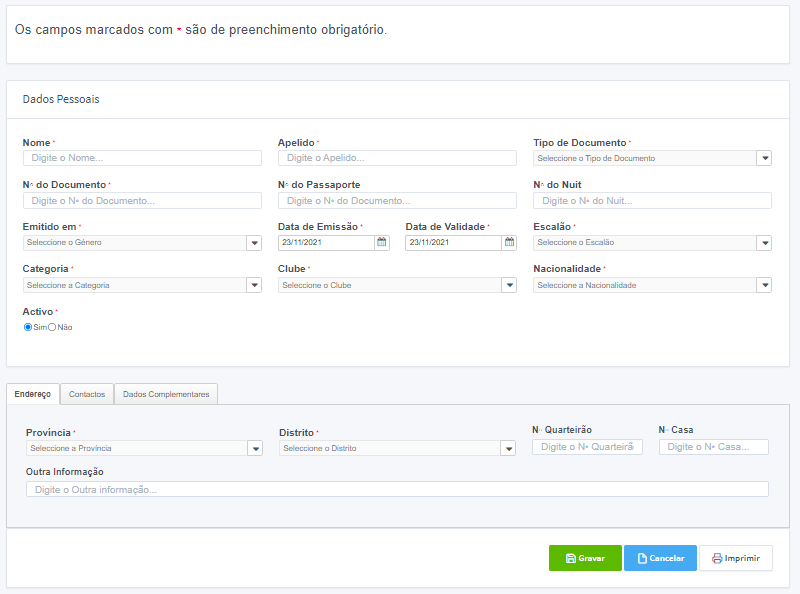 Os campos marcados com * são de preenchimento obrigatório.
Dados Pessoais
Nome * Apelido * Tipo de Documento *
Digite o Nome... Digite o Apelido... Seleccione o Tipo de Documento
Nº do Documento * Nº do Passaporte Nº do Nuit
Digite o Nº do Documento... Digite o Nº do Documento... Digite o Nº do Nuit...
Emitido em * Data de Emissão * Data de Validade * Escalão *
Seleccione o Género 23/11/2021 23/11/2021 Seleccione o Escalão
Categoria * Clube * Nacionalidade *
Seleccione a Categoria Seleccione o Clube Seleccione a Nacionalidade
Activo *
Sim Não
Endereço Contactos Dados Complementares
Província * Distrito * Nº Quarteirão Nº Casa
Seleccione a Província Seleccione o Distrito Digite o Nº Quarteirã Digite o Nº Casa...
Outra Informação
Digite o Outra informação...
Gravar Cancelar Imprimir